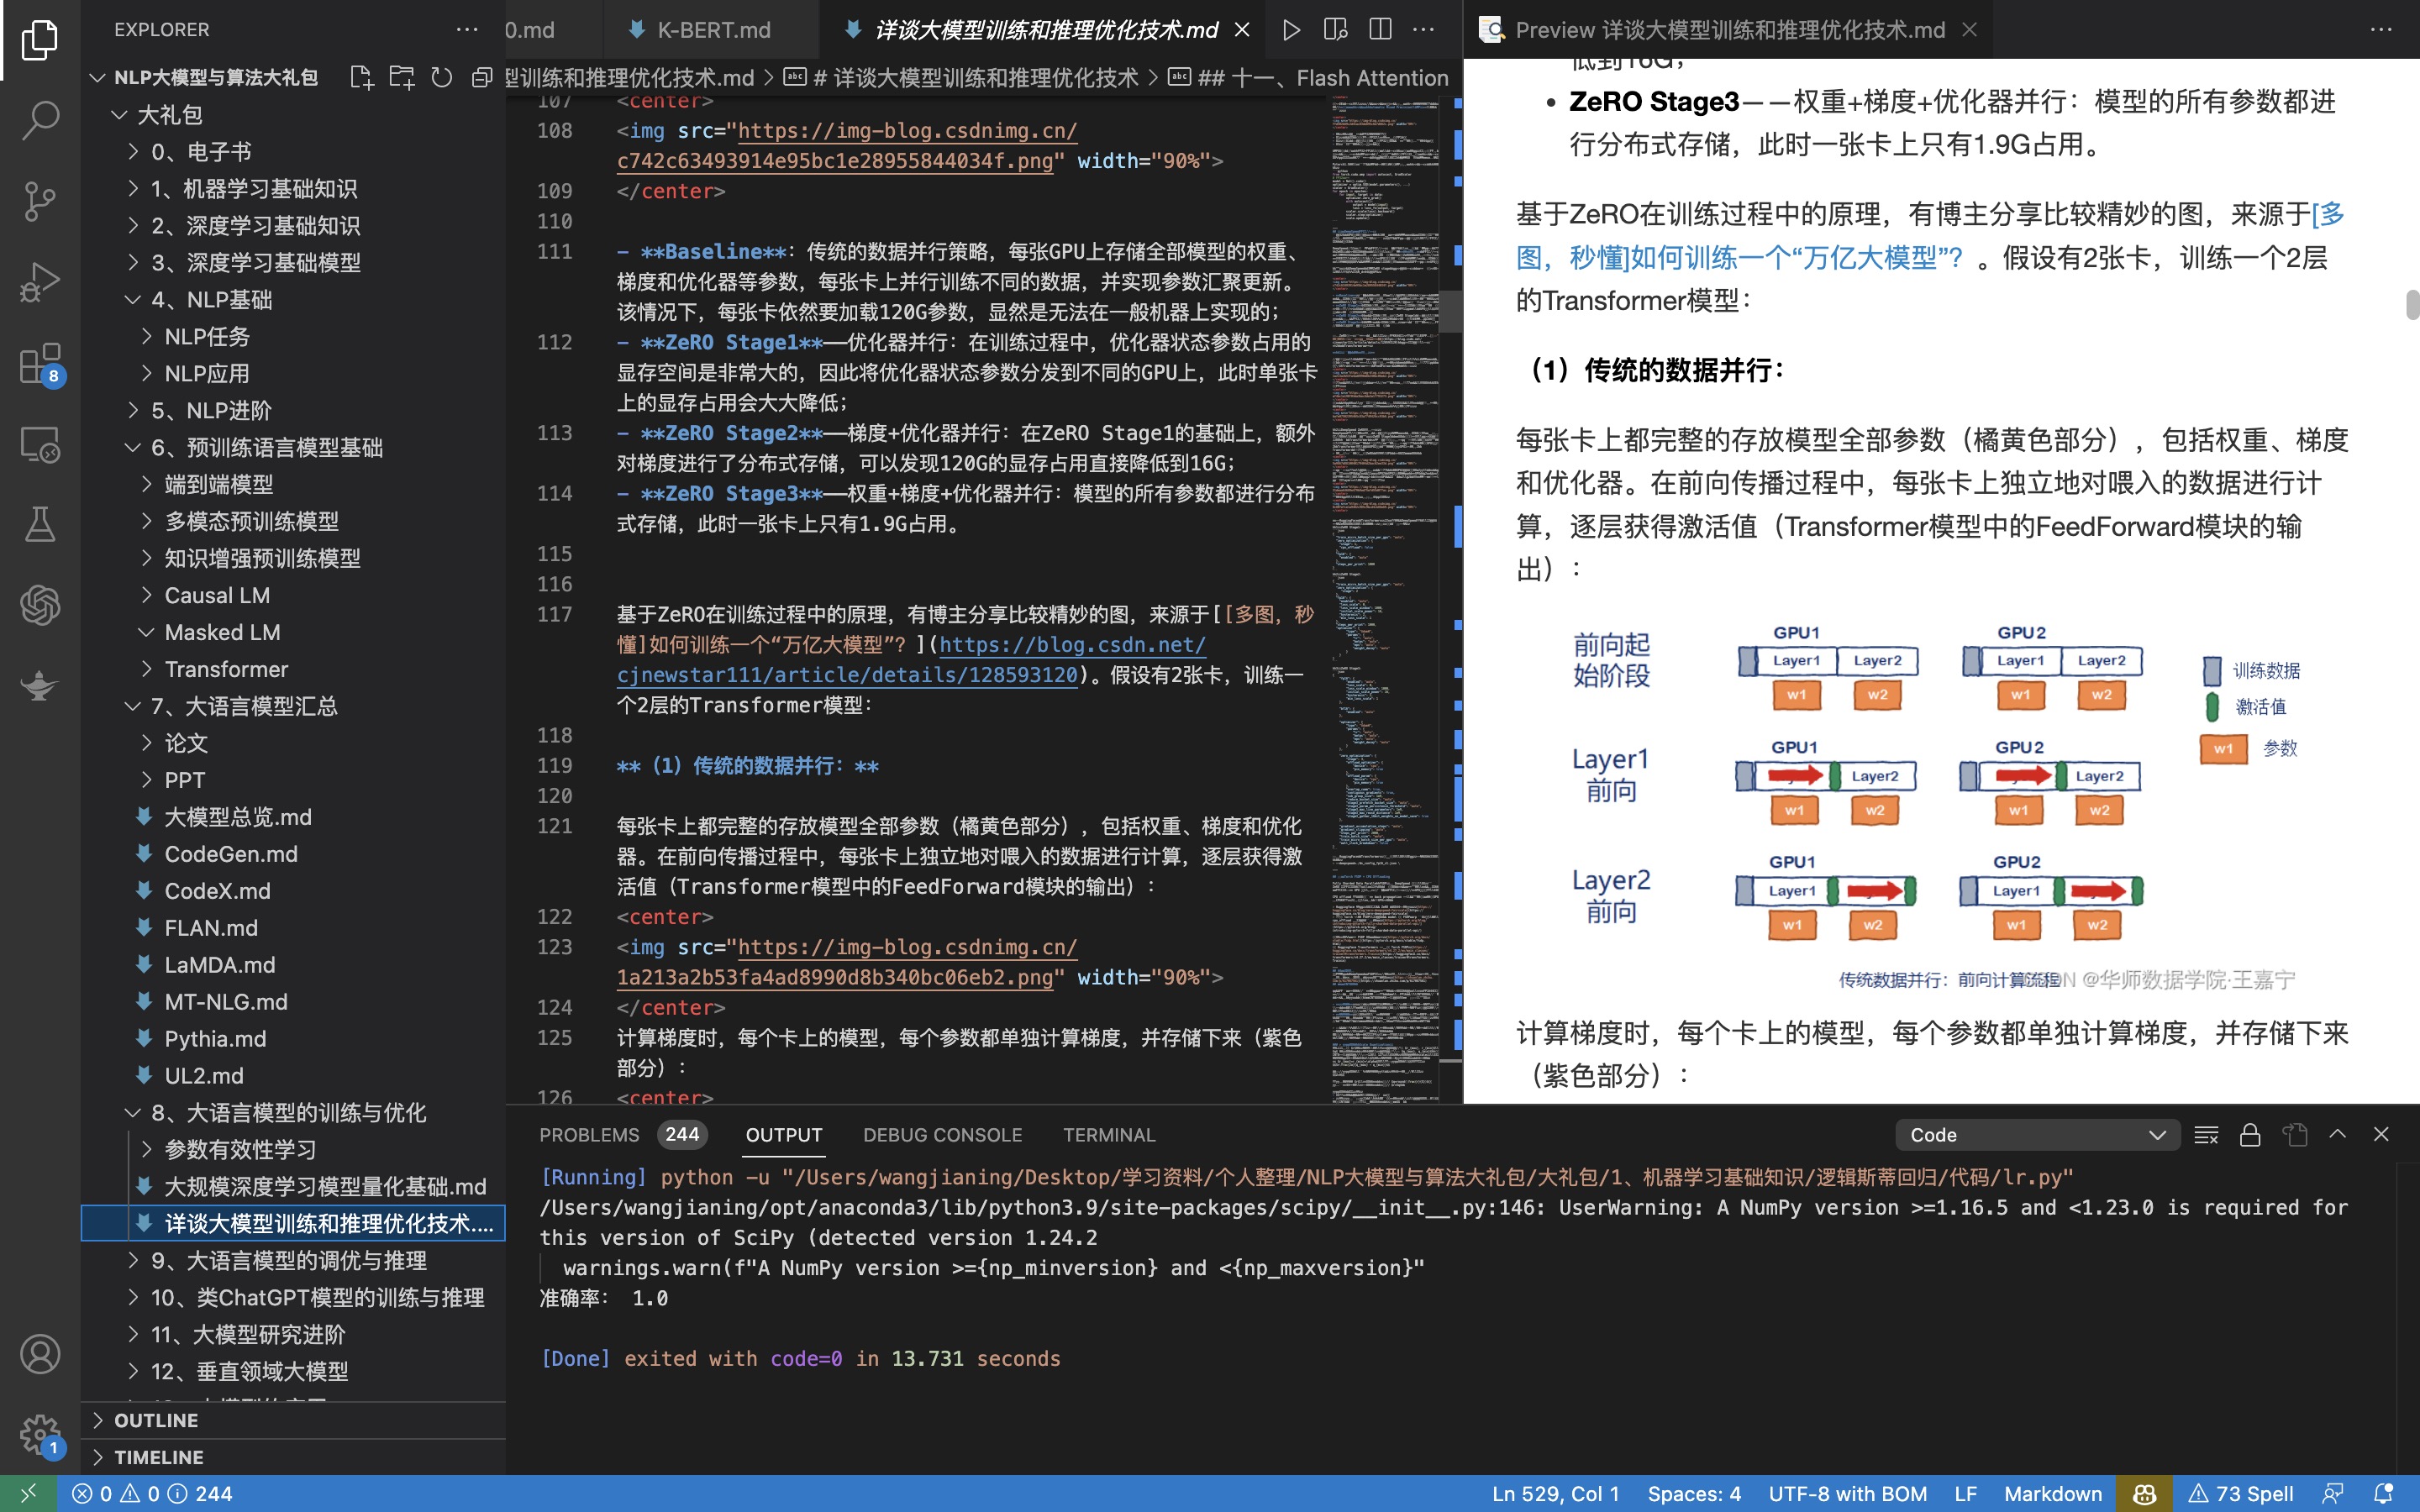 EXPLORER
NLP大模型与算法大礼包
大礼包
0、电子书
1、机器学习基础知识
2、深度学习基础知识
3、深度学习基础模型
4、NLP基础
NLP任务
NLP应用
5、NLP进阶
6、预训练语言模型基础
端到端模型
多模态预训练模型
知识增强预训练模型
Causal LM
Masked LM
Transformer
7、大语言模型汇总
论文
PPT
大模型总览.md
CodeGen.md
CodeX.md
FLAN.md
LaMDA.md
MT-NLG.md
Pythia.md
UL2.md
8、大语言模型的训练与优化
参数有效性学习
大规模深度学习模型量化基础.md
详谈大模型训练和推理优化技术....
9、大语言模型的调优与推理
10、类ChatGPT模型的训练与推理
11、大模型研究进阶
12、垂直领域大模型
OUTLINE
TIMELINE
8
1
0.md
K-BERT.md
详谈大模型训练和推理优化技术.md
型训练和推理优化技术.md > # 详谈大模型训练和推理优化技术 > ## 十一、Flash Attention
107 <center>
108 <img src="https://img-blog.csdnimg.cn/
c742c63493914e95bc1e28955844034f.png" width="90%">
109 </center>
110
111 - **Baseline**：传统的数据并行策略，每张GPU上存储全部模型的权重、
梯度和优化器等参数，每张卡上并行训练不同的数据，并实现参数汇聚更新。
该情况下，每张卡依然要加载120G参数，显然是无法在一般机器上实现的；
112 - **ZeRO Stage1**——优化器并行：在训练过程中，优化器状态参数占用的
显存空间是非常大的，因此将优化器状态参数分发到不同的GPU上，此时单张卡
上的显存占用会大大降低；
113 - **ZeRO Stage2**——梯度+优化器并行：在ZeRO Stage1的基础上，额外
对梯度进行了分布式存储，可以发现120G的显存占用直接降低到16G；
114 - **ZeRO Stage3**——权重+梯度+优化器并行：模型的所有参数都进行分布
式存储，此时一张卡上只有1.9G占用。
115
116
117 基于ZeRO在训练过程中的原理，有博主分享比较精妙的图，来源于[[多图，秒
懂]如何训练一个“万亿大模型”？](https://blog.csdn.net/
cjnewstar111/article/details/128593120)。假设有2张卡，训练一
个2层的Transformer模型：
118
119 **（1）传统的数据并行：**
120
121 每张卡上都完整的存放模型全部参数（橘黄色部分），包括权重、梯度和优化
器。在前向传播过程中，每张卡上独立地对喂入的数据进行计算，逐层获得激
活值（Transformer模型中的FeedForward模块的输出）：
122 <center>
123 <img src="https://img-blog.csdnimg.cn/
1a213a2b53fa4ad8990d8b340bc06eb2.png" width="90%">
124 </center>
125 计算梯度时，每个卡上的模型，每个参数都单独计算梯度，并存储下来（紫色
部分）：
126 <center>
Preview 详谈大模型训练和推理优化技术.md
低到16G；
• ZeRO Stage3——权重+梯度+优化器并行：模型的所有参数都进
行分布式存储，此时一张卡上只有1.9G占用。
基于ZeRO在训练过程中的原理，有博主分享比较精妙的图，来源于[多
图，秒懂]如何训练一个“万亿大模型”？。假设有2张卡，训练一个2层
的Transformer模型：
（1）传统的数据并行：
每张卡上都完整的存放模型全部参数（橘黄色部分），包括权重、梯度
和优化器。在前向传播过程中，每张卡上独立地对喂入的数据进行计
算，逐层获得激活值（Transformer模型中的FeedForward模块的输
出）：
前向起
始阶段
GPU1
Layer1 Layer2
w1 w2
GPU2
Layer1 Layer2
w1 w2
训练数据
激活值
w1 参数
Layer1
前向
GPU1
Layer2
w1 w2
GPU2
Layer2
w1 w2
Layer2
前向
GPU1
Layer1
w1 w2
GPU2
Layer1
w1 w2
传统数据并行：前向计算流程
@华师数据学院·王嘉宁
计算梯度时，每个卡上的模型，每个参数都单独计算梯度，并存储下来
（紫色部分）：
PROBLEMS 244 OUTPUT DEBUG CONSOLE TERMINAL
Code
[Running] python -u "/Users/wangjianing/Desktop/学习资料/个人整理/NLP大模型与算法大礼包/大礼包/1、机器学习基础知识/逻辑斯蒂回归/代码/lr.py"
/Users/wangjianing/opt/anaconda3/lib/python3.9/site-packages/scipy/__init__.py:146: UserWarning: A NumPy version >=1.16.5 and <1.23.0 is required for
this version of SciPy (detected version 1.24.2
warnings.warn(f"A NumPy version >={np_minversion} and <{np_maxversion}"
准确率： 1.0
[Done] exited with code=0 in 13.731 seconds
0 0 244
Ln 529, Col 1 Spaces: 4 UTF-8 with BOM LF Markdown 73 Spell